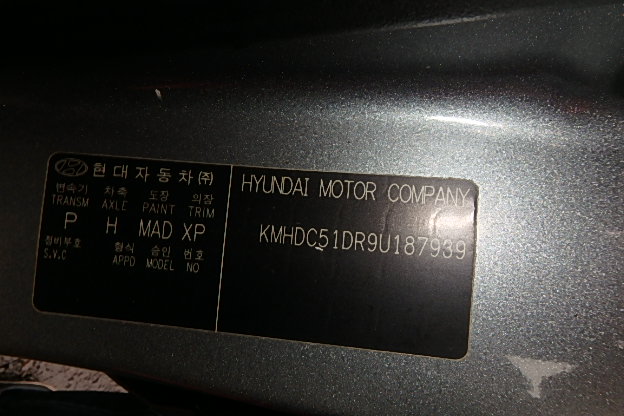 현대자동차(주)
변속기 차축 도장 의장
TRANSM AXLE PAINT TRIM
P H MAD XP
정비부호 형식 승인 번호
S.V.C APPD MODEL NO
HYUNDAI MOTOR COMPANY
KMHDC51DR9U187939